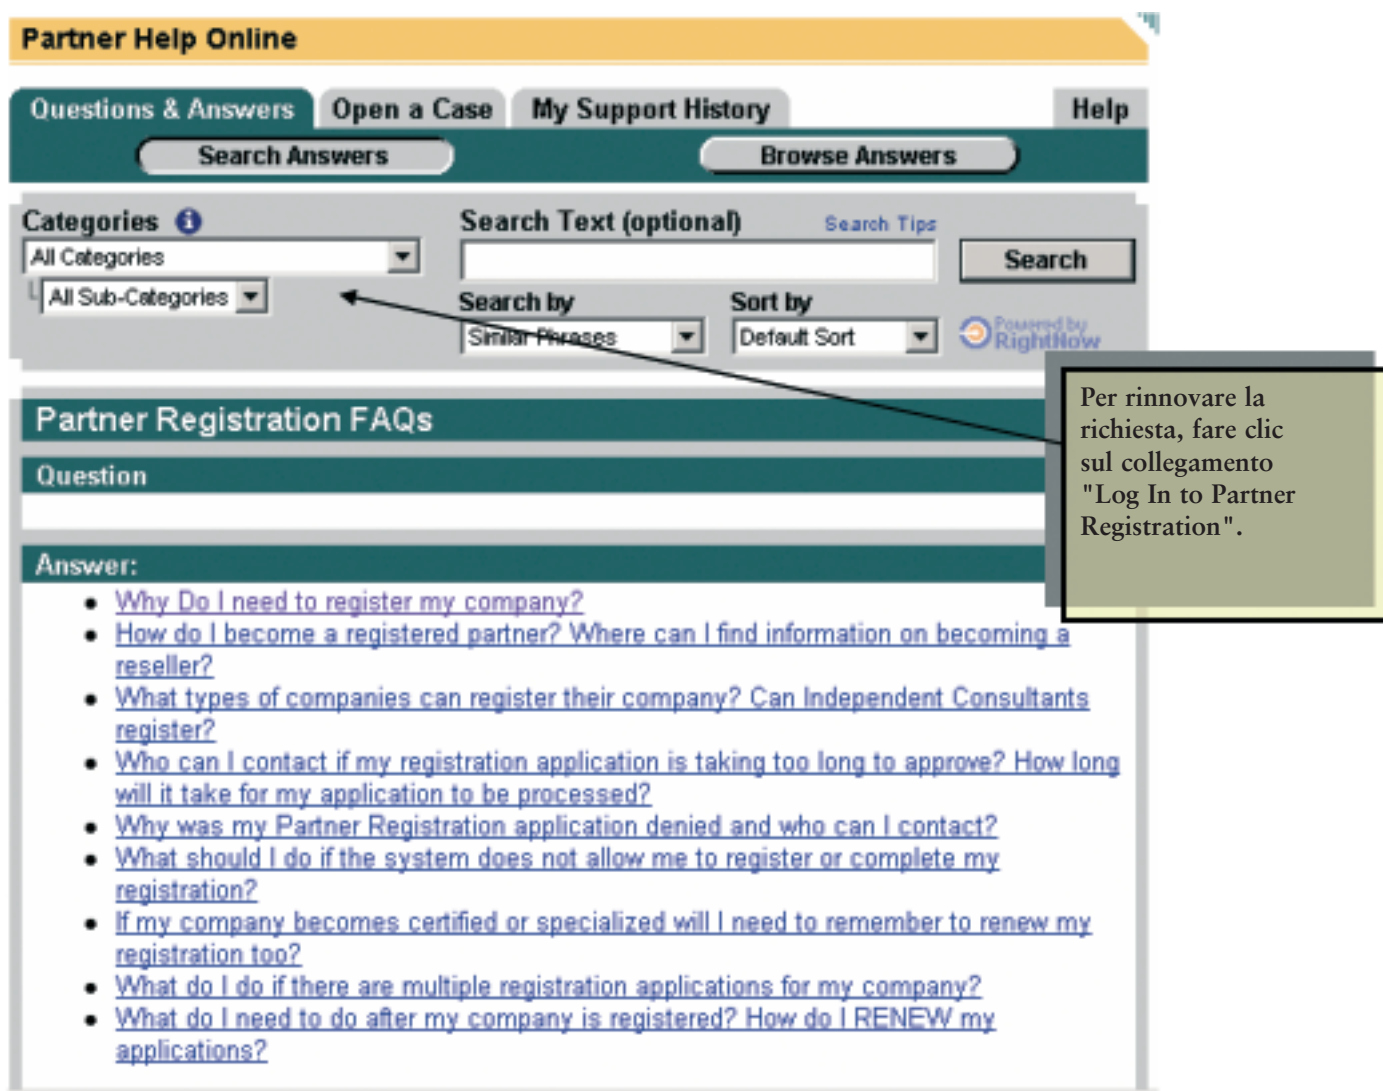 Partner Help Online
Questions & Answers
Open a Case
My Support History
Help
Search Answers
Browse Answers
Categories
Search Text (optional)
Search Tips
All Categories
Search
All Sub-Categories
Search by
Sort by
Similar Phrases
Default Sort
Powered by
RightNow
Per rinnovare la
richiesta, fare clic
sul collegamento
"Log In to Partner
Registration".
Partner Registration FAQs
Question
Answer:
• Why Do I need to register my company?
• How do I become a registered partner? Where can I find information on becoming a
reseller?
• What types of companies can register their company? Can Independent Consultants
register?
• Who can I contact if my registration application is taking too long to approve? How long
will it take for my application to be processed?
• Why was my Partner Registration application denied and who can I contact?
• What should I do if the system does not allow me to register or complete my
registration?
• If my company becomes certified or specialized will I need to remember to renew my
registration too?
• What do I do if there are multiple registration applications for my company?
• What do I need to do after my company is registered? How do I RENEW my
applications?